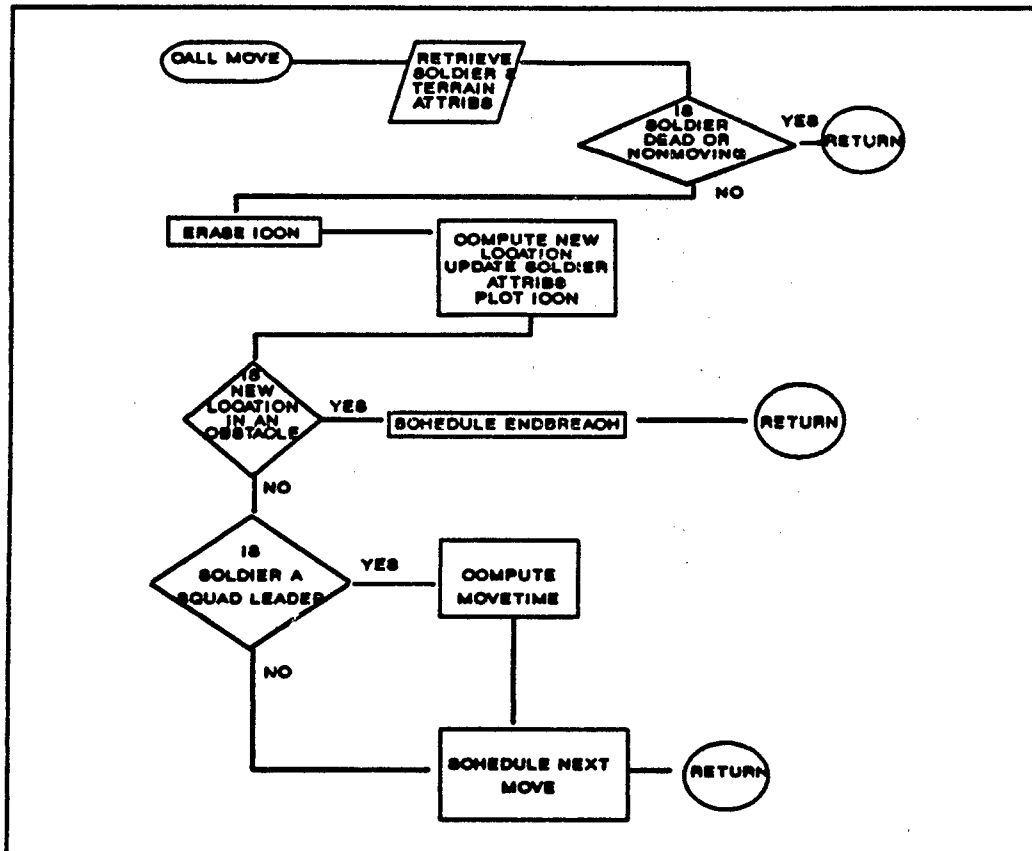 CALL MOVE
RETRIEVE
SOLDIER &
TERRAIN
ATTRIBS
IS
SOLDIER
DEAD OR
NONMOVING
YES
RETURN
NO
ERASE ICON
COMPUTE NEW
LOCATION
UPDATE SOLDIER
ATTRIBS
PLOT ICON
IS
NEW
LOCATION
IN AN
OBSTACLE
YES
SCHEDULE ENDBREACH
RETURN
NO
IS
SOLDIER A
SQUAD LEADER
YES
COMPUTE
MOVETIME
NO
SCHEDULE NEXT
MOVE
RETURN